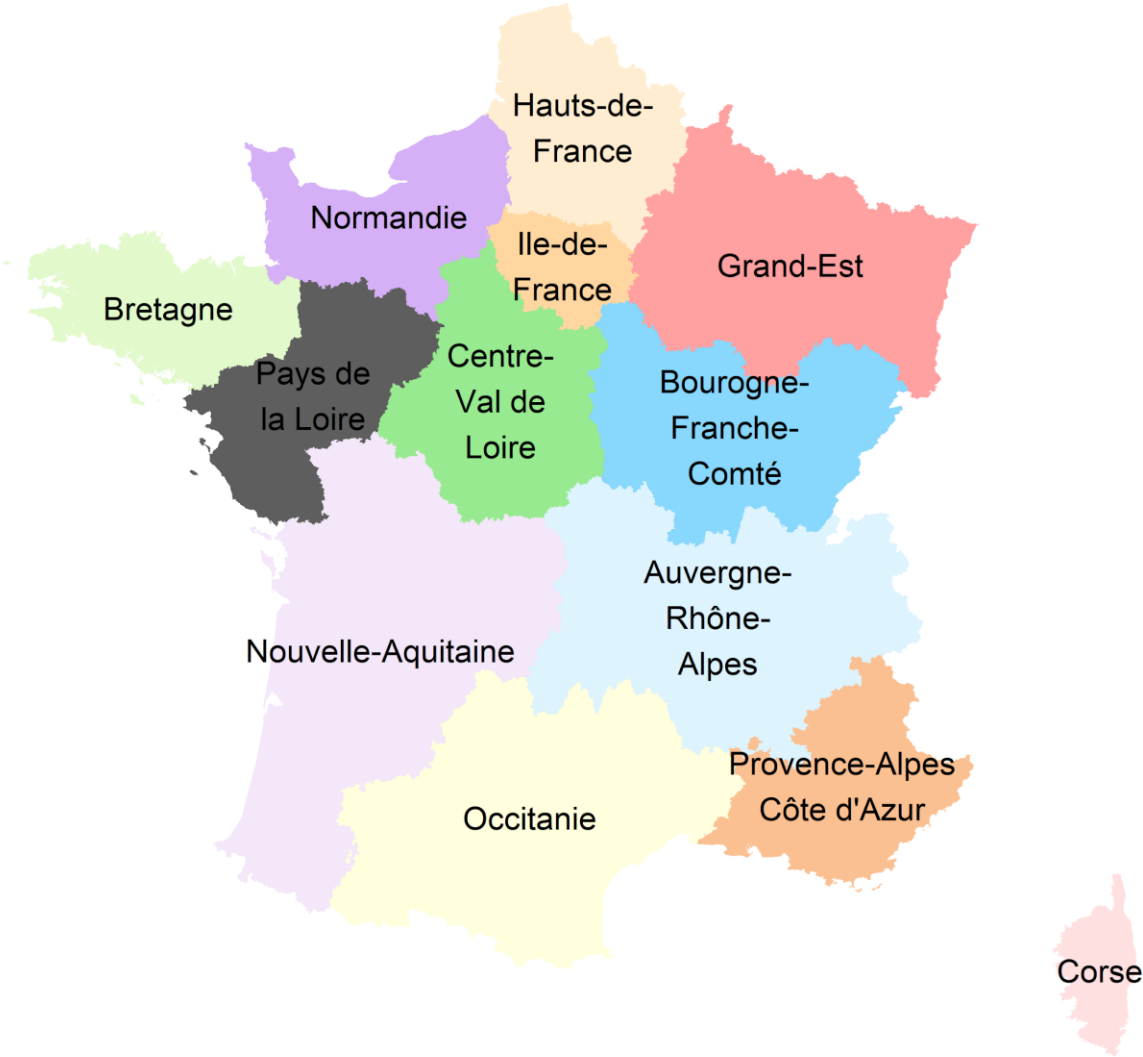 Hauts-de-
France
Normandie
Ile-de-
France
Grand-Est
Bretagne
Pays de
la Loire
Centre-
Val de
Loire
Bourogne-
Franche-
Comté
Auvergne-
Rhône-
Alpes
Nouvelle-Aquitaine
Provence-Alpes
Côte d'Azur
Occitanie
Corse